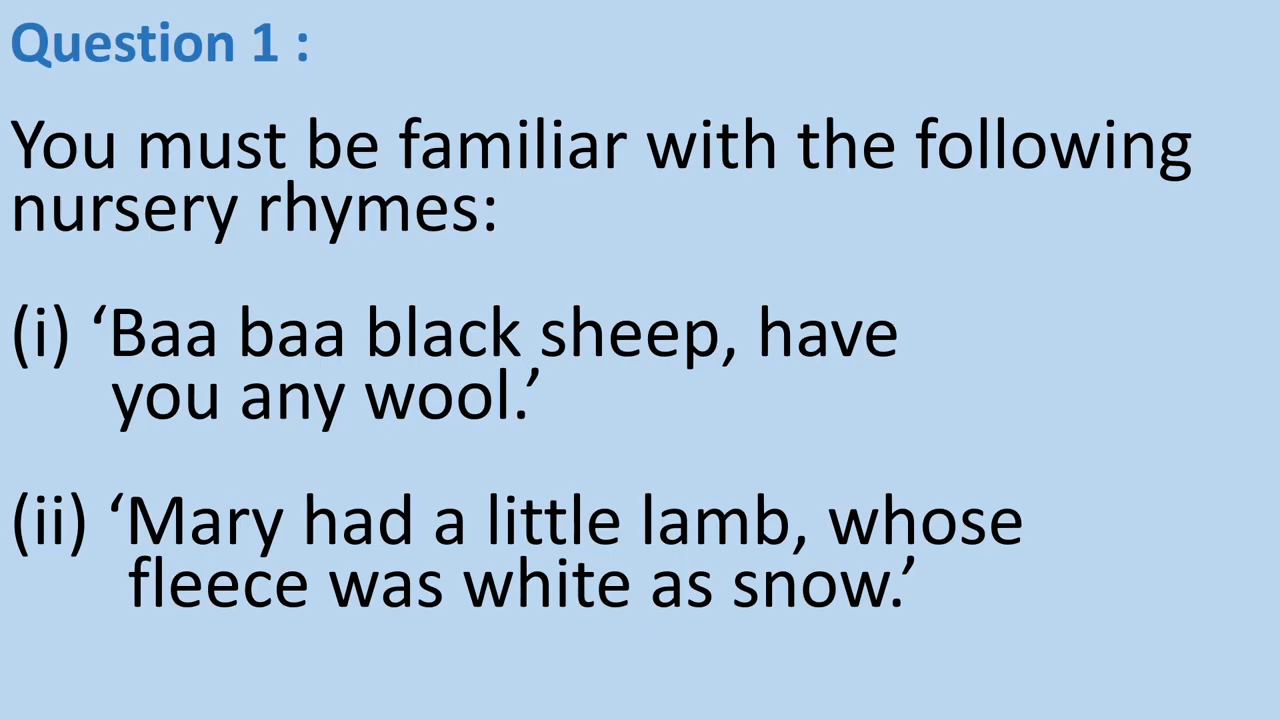 Question 1 :
You must be familiar with the following
nursery rhymes:
(i) ‘Baa baa black sheep, have
you any wool.’
(ii) ‘Mary had a little lamb, whose
fleece was white as snow.’